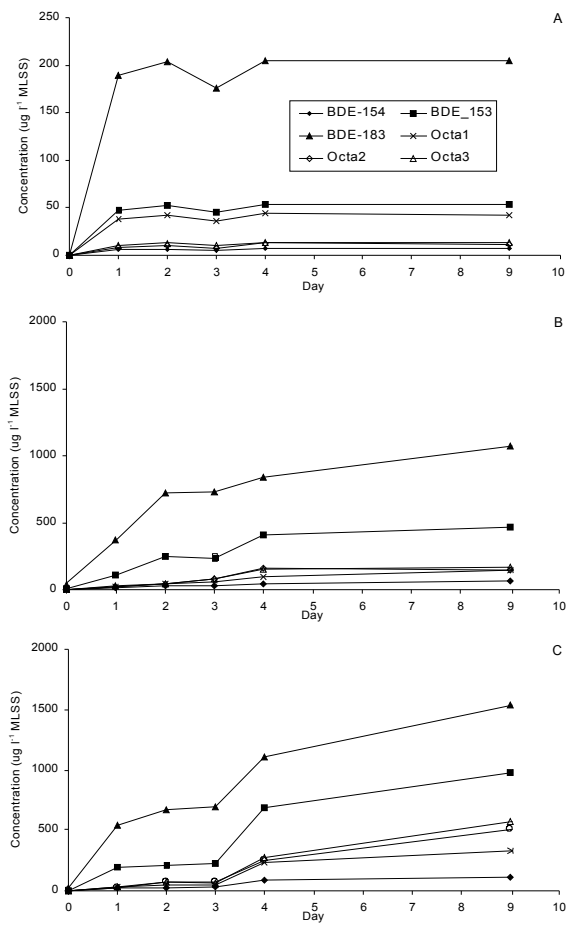 A
250
200
150
100
50
0
Concentration (ug l⁻¹ MLSS)
BDE-154 BDE_153
BDE-183 Octa1
Octa2 Octa3
0 1 2 3 4 5 6 7 8 9 10
Day
B
2000
1500
1000
500
0
Concentration (ug l⁻¹ MLSS)
0 1 2 3 4 5 6 7 8 9 10
Day
C
2000
1500
1000
500
0
Concentration (ug l⁻¹ MLSS)
0 1 2 3 4 5 6 7 8 9 10
Day